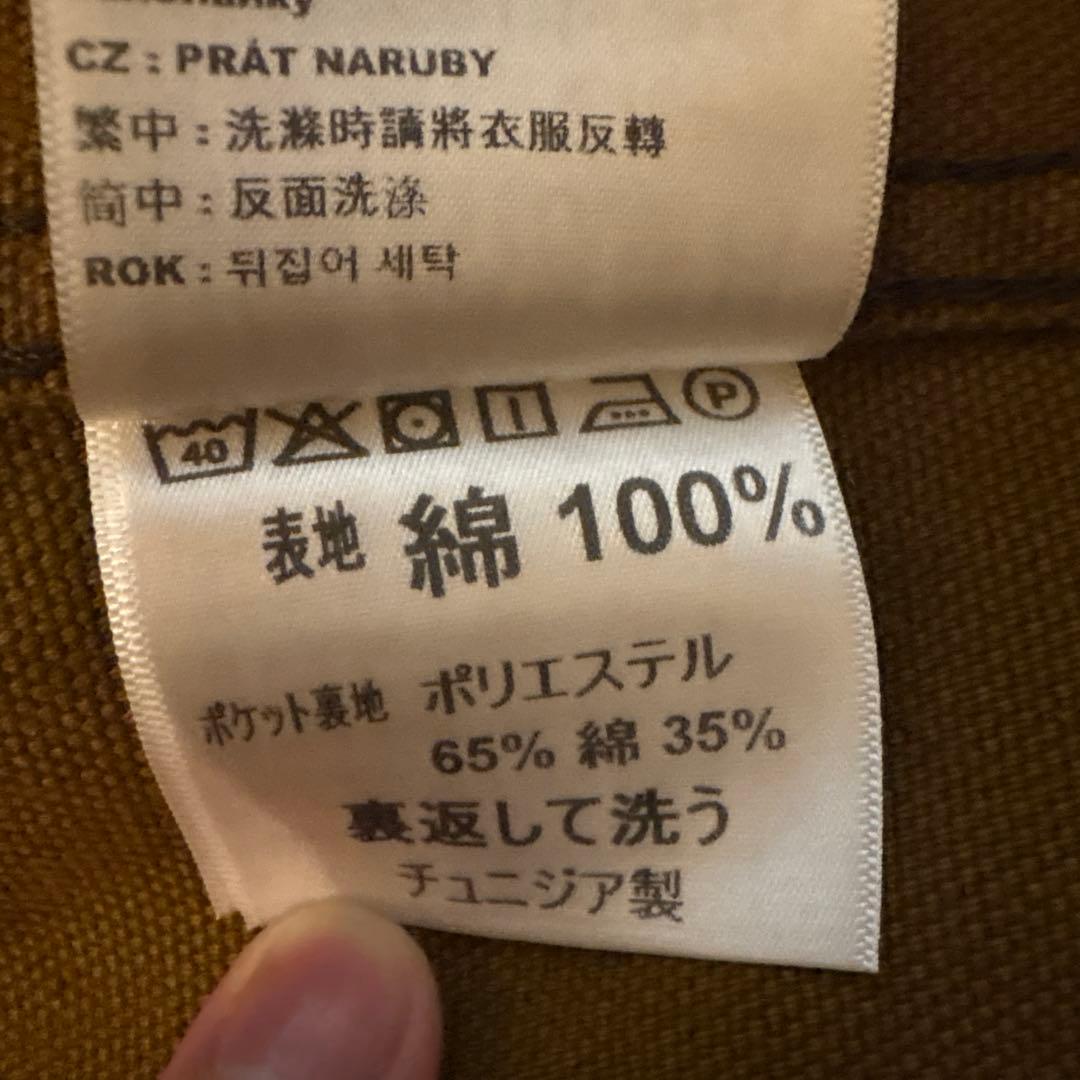 CZ : PRÁT NARUBY
繁中 : 洗滌時請將衣服反轉
简中 : 反面洗涤
ROK : 뒤집어 세탁
40 P
表地 綿 100%
ポケット裏地 ポリエステル
65% 綿 35%
裏返して洗う
チュニジア製